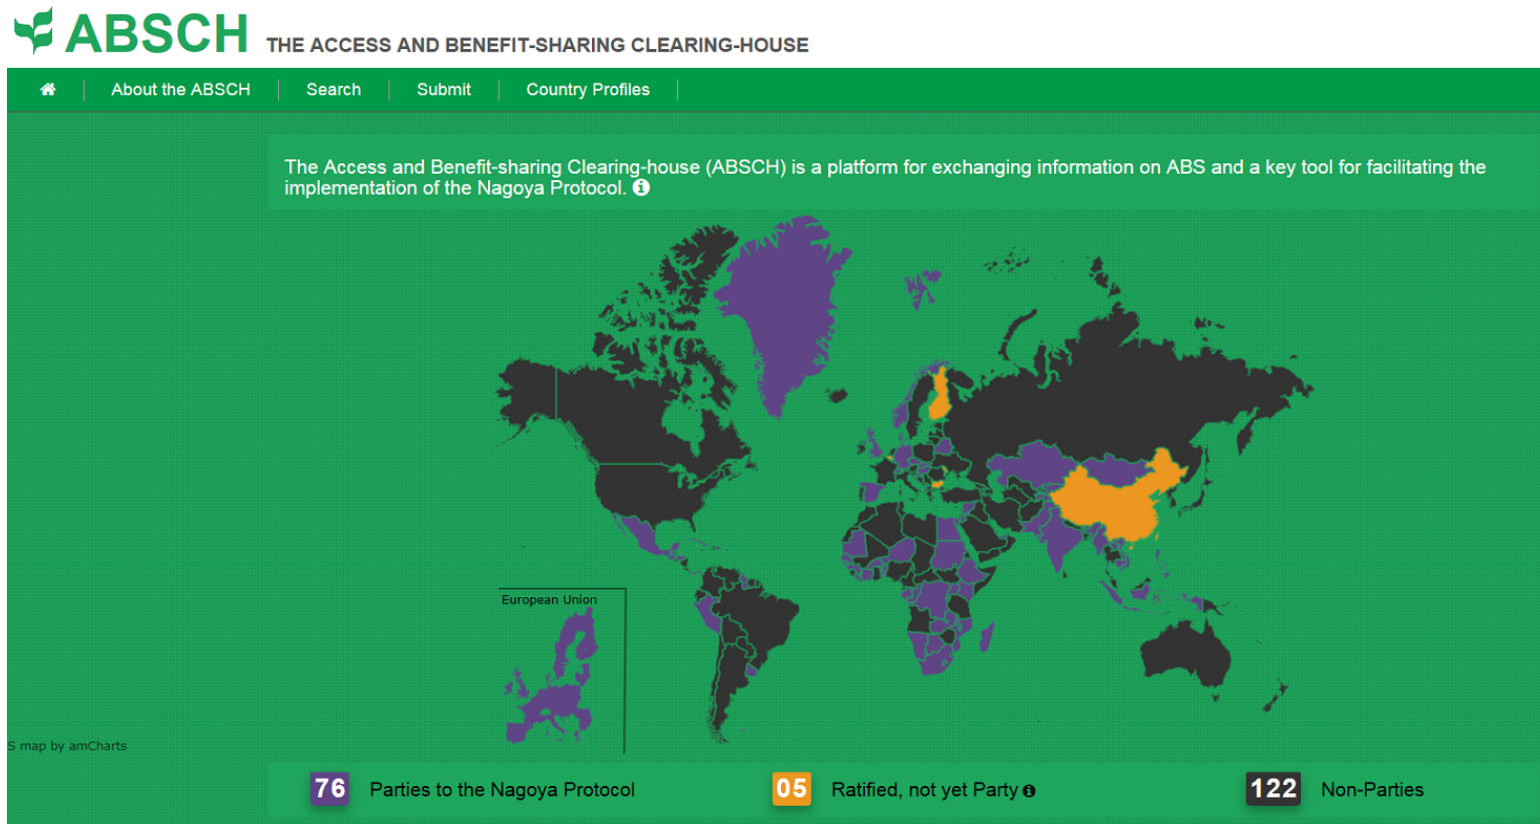 ABSCH THE ACCESS AND BENEFIT-SHARING CLEARING-HOUSE
About the ABSCH Search Submit Country Profiles
The Access and Benefit-sharing Clearing-house (ABSCH) is a platform for exchanging information on ABS and a key tool for facilitating the
implementation of the Nagoya Protocol.
European Union
S map by amCharts
76 Parties to the Nagoya Protocol 05 Ratified, not yet Party 122 Non-Parties